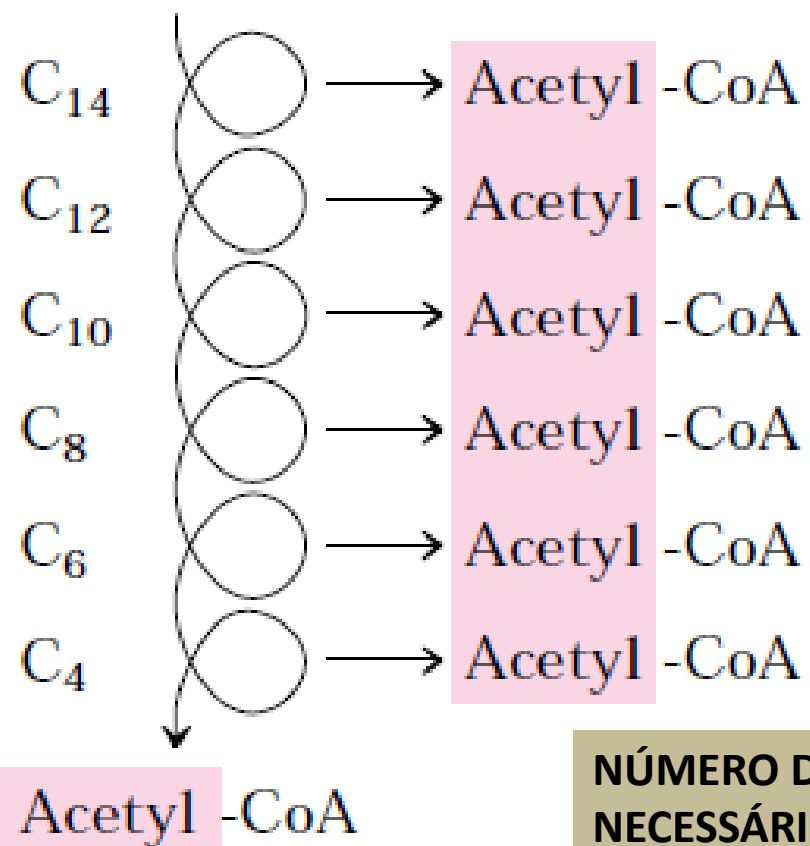 C₁₄ Acetyl -CoA
C₁₂ Acetyl -CoA
C₁₀ Acetyl -CoA
C₈ Acetyl -CoA
C₆ Acetyl -CoA
C₄ Acetyl -CoA
Acetyl -CoA
NÚMERO